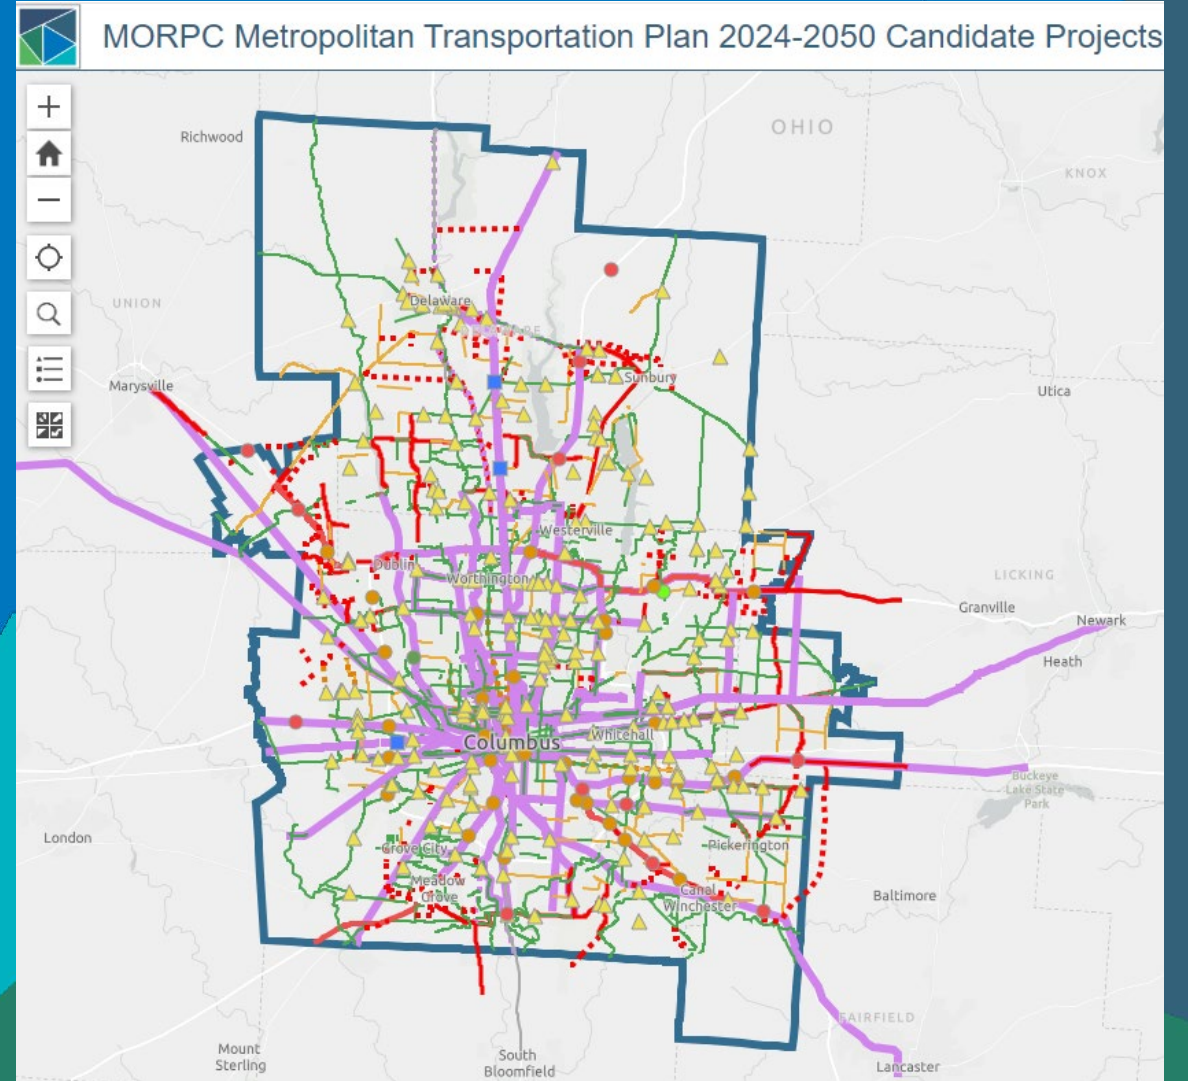 MORPC Metropolitan Transportation Plan 2024-2050 Candidate Projects
OHIO
Richwood
KNOX
UNION
Delaware
DELAWARE
Marysville
Sunbury
Utica
Westerville
Dublin
Worthington
LICKING
Granville
Newark
Heath
Whitehall
Columbus
Buckeye
Lake State
Park
London
Grove City
Pickerington
Meadow
Grove
Canal
Winchester
Baltimore
FAIRFIELD
Mount
Sterling
South
Bloomfield
Lancaster